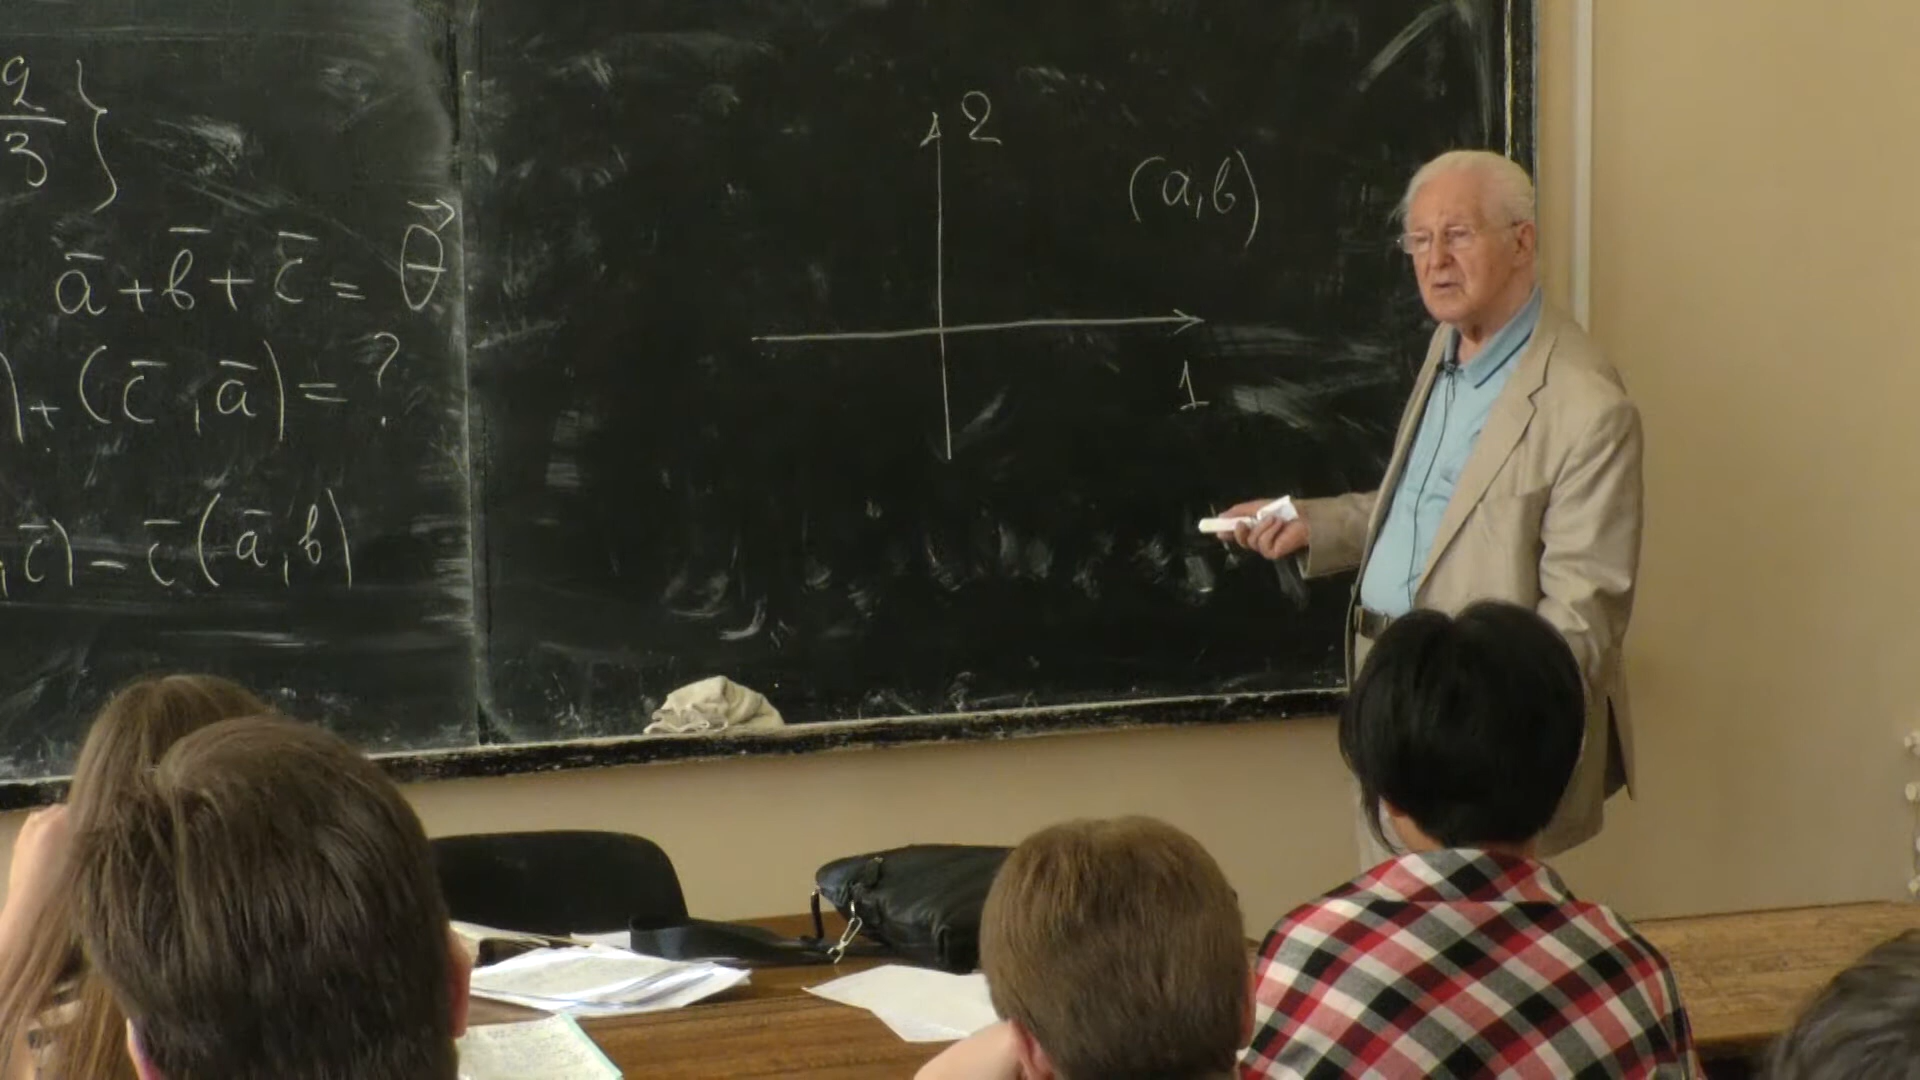 2/3 }
a̅ + в̅ + c̅ = θ⃗
) + (c̅, a̅) = ?
, c̅) - c̅ (a̅, b)
2
(a, в)
1